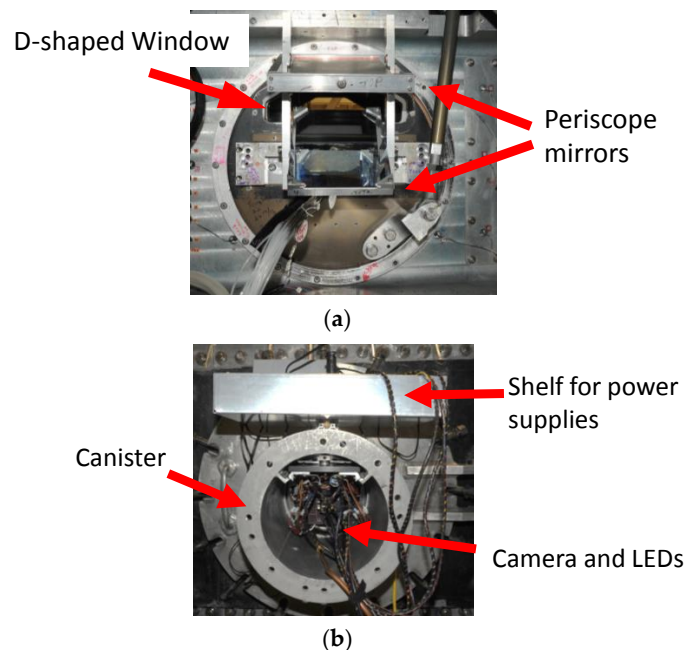 D-shaped Window
Periscope
mirrors
(a)
Shelf for power
supplies
Canister
Camera and LEDs
(b)